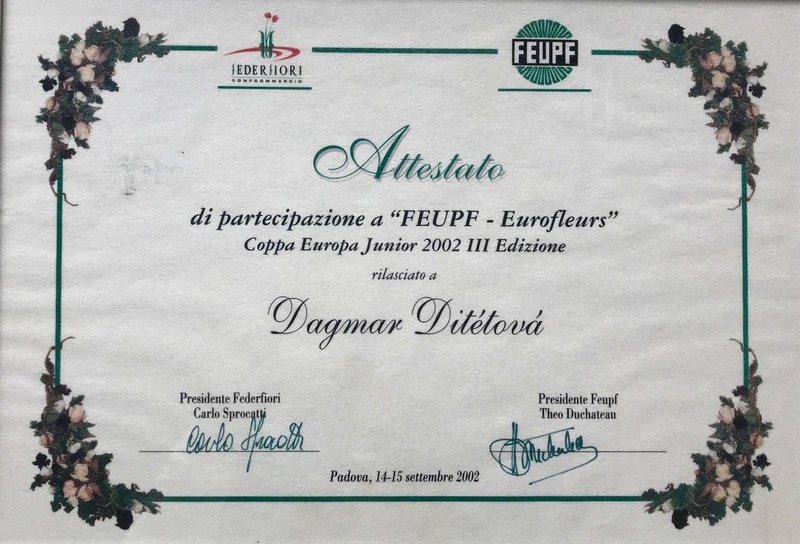 FEDERFIORI
CONFCOMMERCIO
FEUPF
Attestato
di partecipazione a “FEUPF - Eurofleurs”
Coppa Europa Junior 2002 III Edizione
rilasciato a
Dagmar Ditétová
Presidente Federfiori
Carlo Sprocatti
Presidente Feupf
Theo Duchateau
Padova, 14-15 settembre 2002